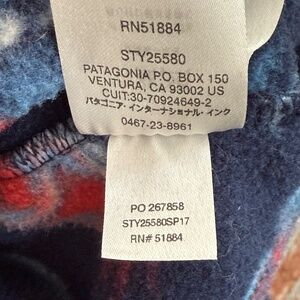 RN51884
STY25580
PATAGONIA P.O. BOX 150
VENTURA, CA 93002 US
CUIT:30-70924649-2
パタゴニア・インターナショナル・インク
0467-23-8961
PO 267858
STY25580SP17
RN# 51884